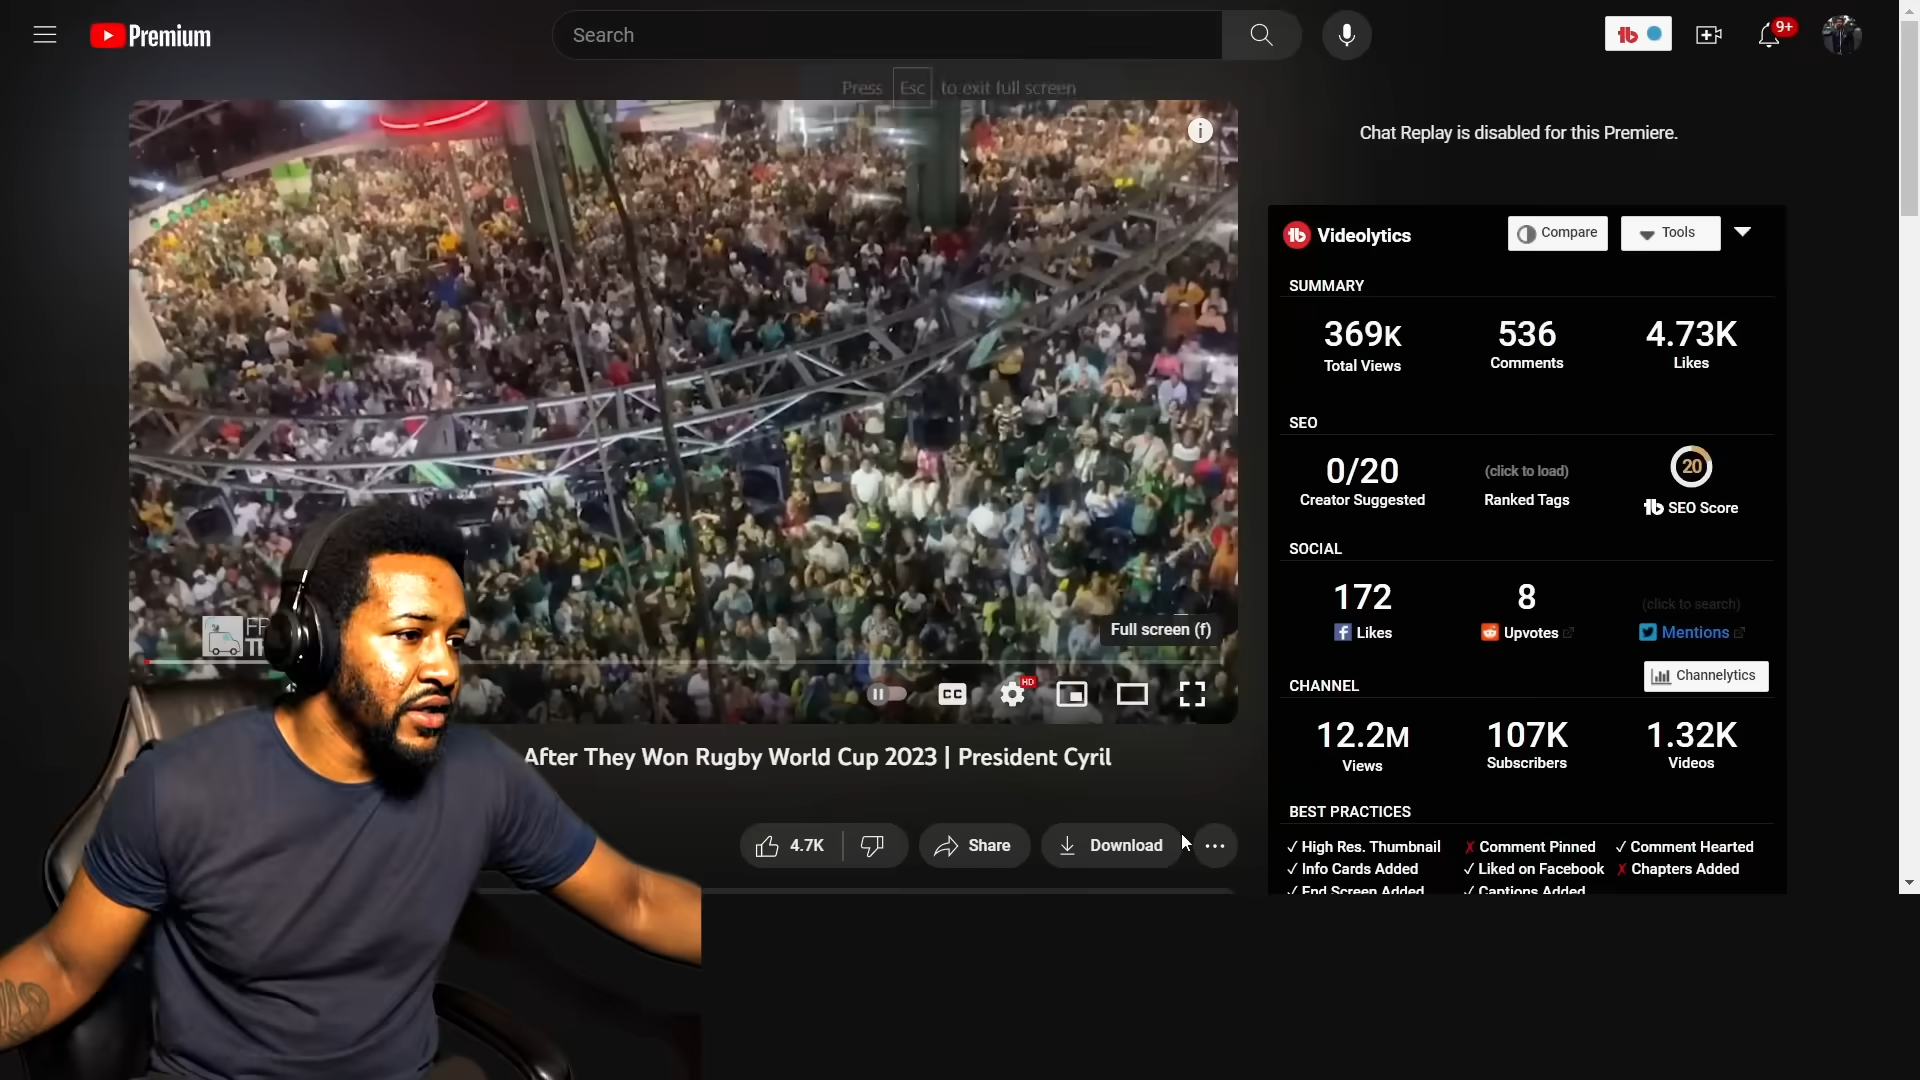 Premium
Search
9+
Press Esc to exit full screen
Chat Replay is disabled for this Premiere.
Videolytics
Compare
Tools
SUMMARY
369K
Total Views
536
Comments
4.73K
Likes
SEO
0/20
Creator Suggested
(click to load)
Ranked Tags
20
SEO Score
SOCIAL
172
Likes
8
Upvotes
(click to search)
Mentions
CHANNEL
Channelytics
12.2M
Views
107K
Subscribers
1.32K
Videos
BEST PRACTICES
✓ High Res. Thumbnail
✗ Comment Pinned
✓ Comment Hearted
✓ Info Cards Added
✓ Liked on Facebook
✗ Chapters Added
✓ End Screen Added
✓ Captions Added
Full screen (f)
CC
HD
After They Won Rugby World Cup 2023 | President Cyril
4.7K
Share
Download